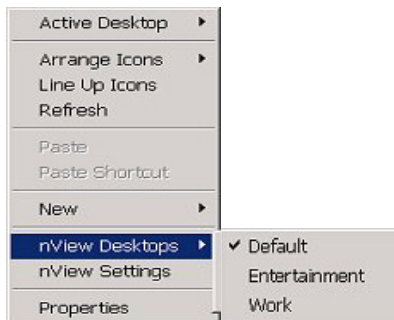 Active Desktop
Arrange Icons
Line Up Icons
Refresh
Paste
Paste Shortcut
New
nView Desktops
Default
nView Settings
Entertainment
Properties
Work